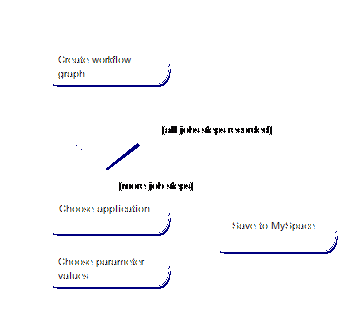 Create workflow
graph
[all job steps recorded]
[more job steps]
Choose application
Save to MySpace
Choose parameter
values